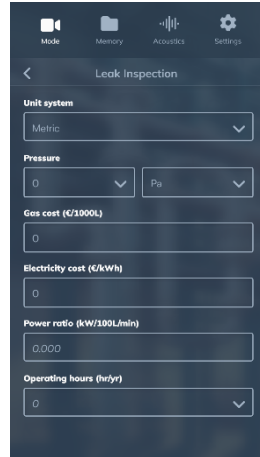 Mode Memory Acoustics Settings
Leak Inspection
Unit system
Metric
Pressure
0 Pa
Gas cost (€/1000L)
0
Electricity cost (€/kWh)
0
Power ratio (kW/100L/min)
0.000
Operating hours (hr/yr)
0